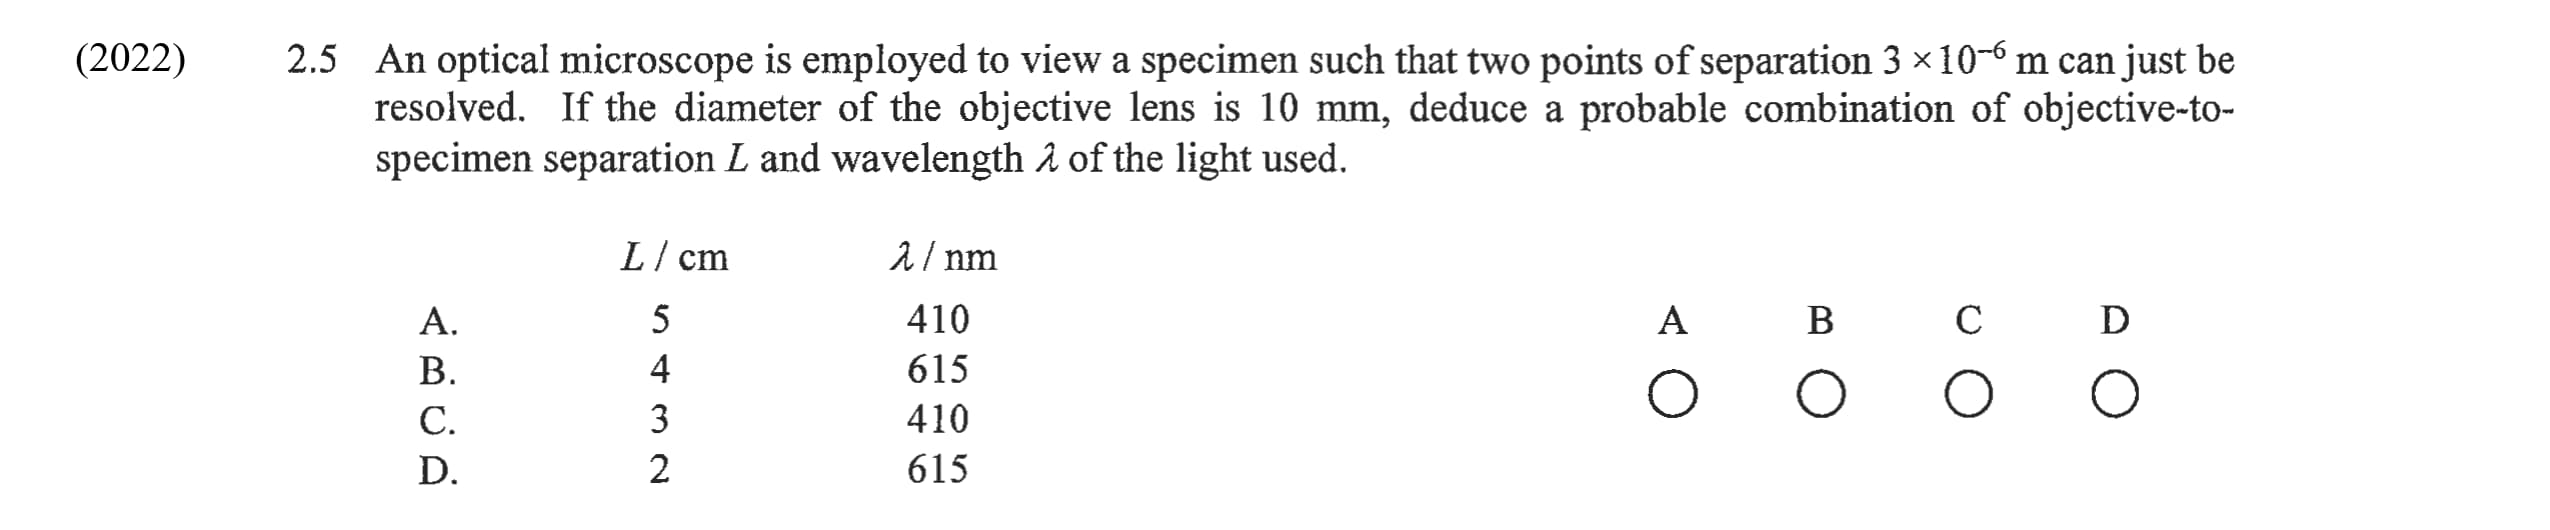 (2022) 2.5 An optical microscope is employed to view a specimen such that two points of separation 3 × 10⁻⁶ m can just be
resolved. If the diameter of the objective lens is 10 mm, deduce a probable combination of objective-to-
specimen separation L and wavelength λ of the light used.
L / cm λ / nm
A. 5 410 A B C D
B. 4 615
C. 3 410
D. 2 615